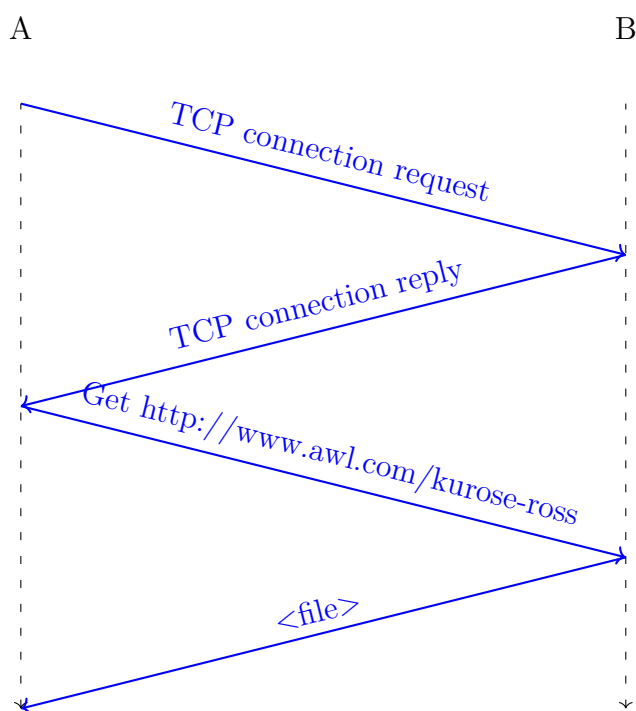 A
B
TCP connection request
TCP connection reply
Get http://www.awl.com/kurose-ross
<file>